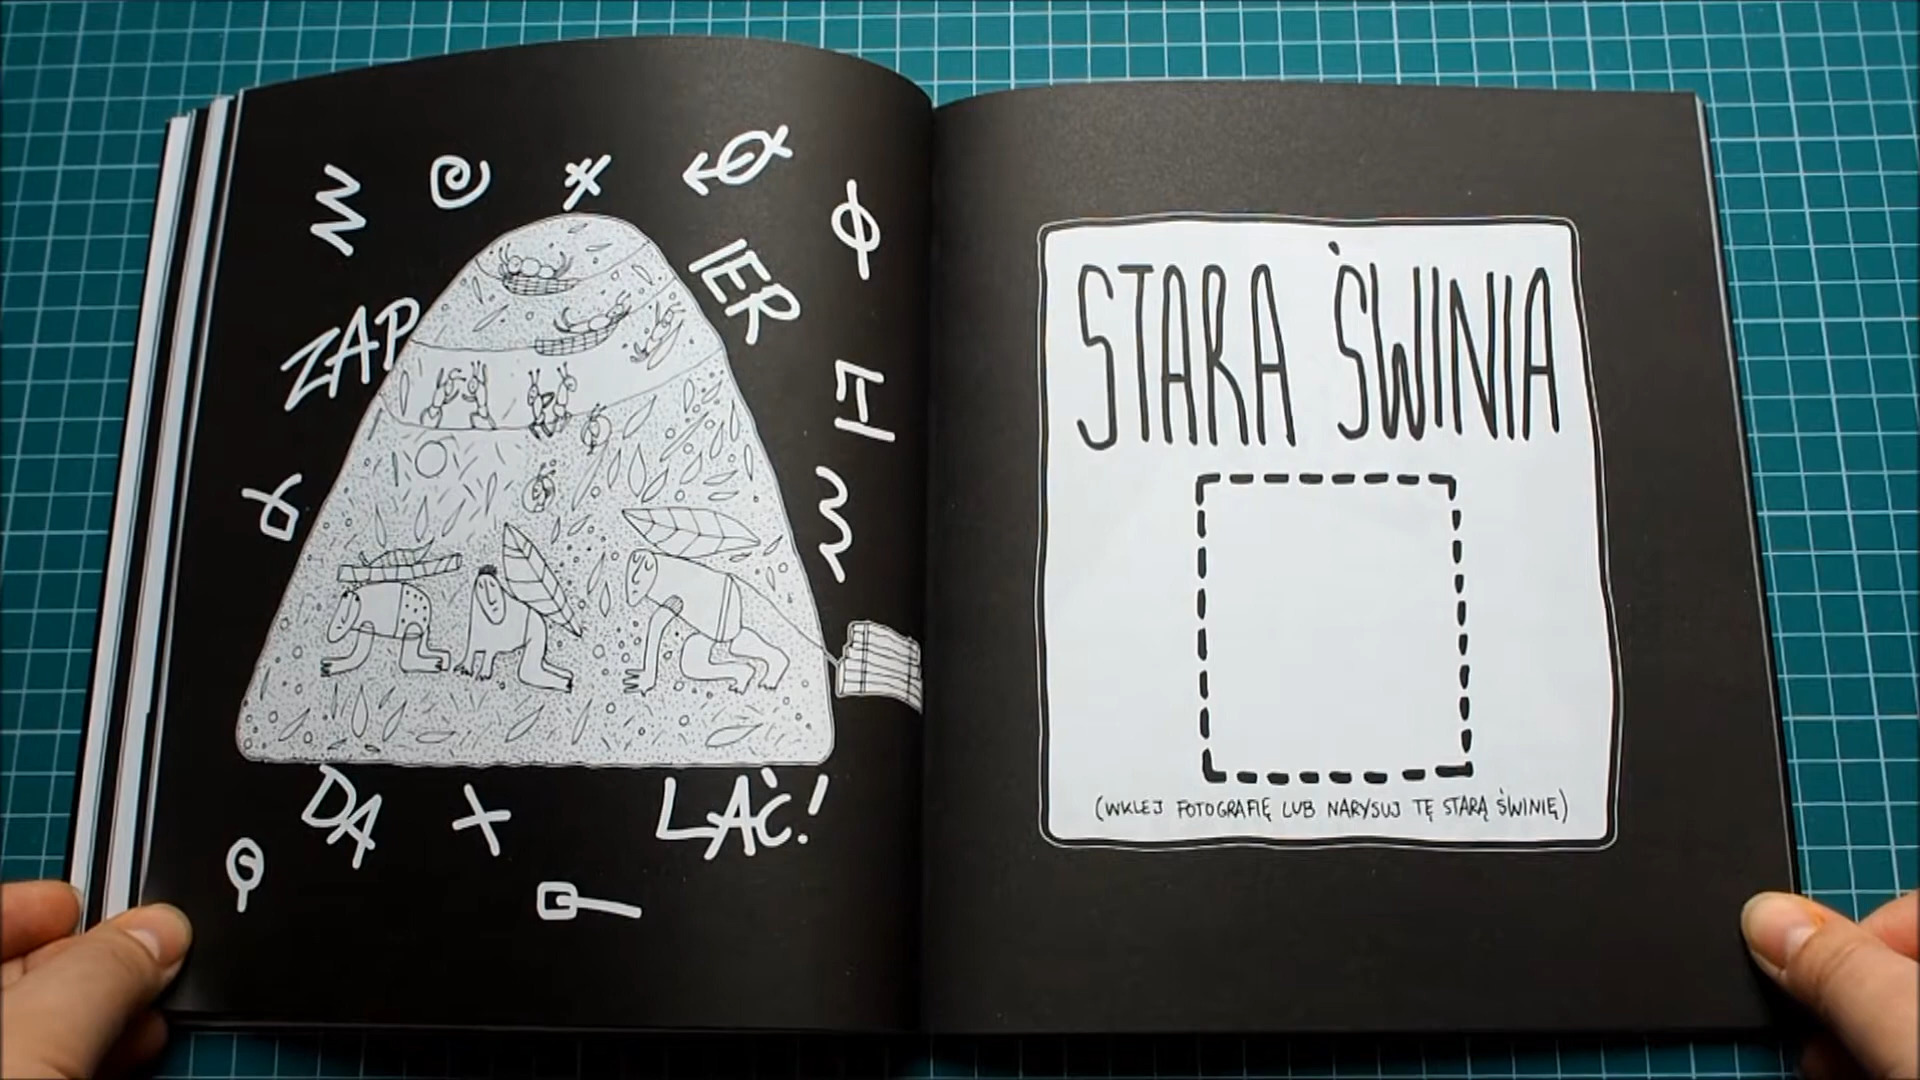 ZAP
IER
DA
LAĆ!
STARA ŚWINIA
(WKLEJ FOTOGRAFIĘ LUB NARYSUJ TĘ STARĄ ŚWINIĘ)